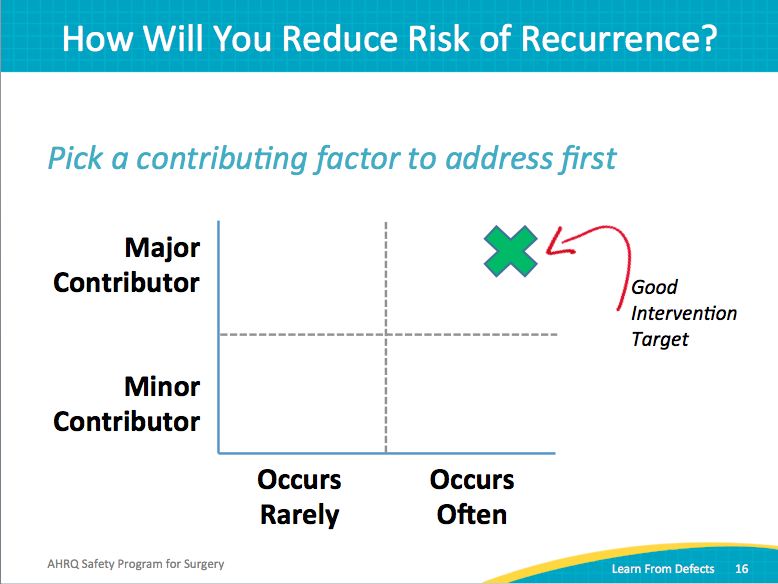 How Will You Reduce Risk of Recurrence?
Pick a contributing factor to address first
Major
Contributor
Good
Intervention
Target
Minor
Contributor
Occurs
Rarely
Occurs
Often
AHRQ Safety Program for Surgery
Learn From Defects
16